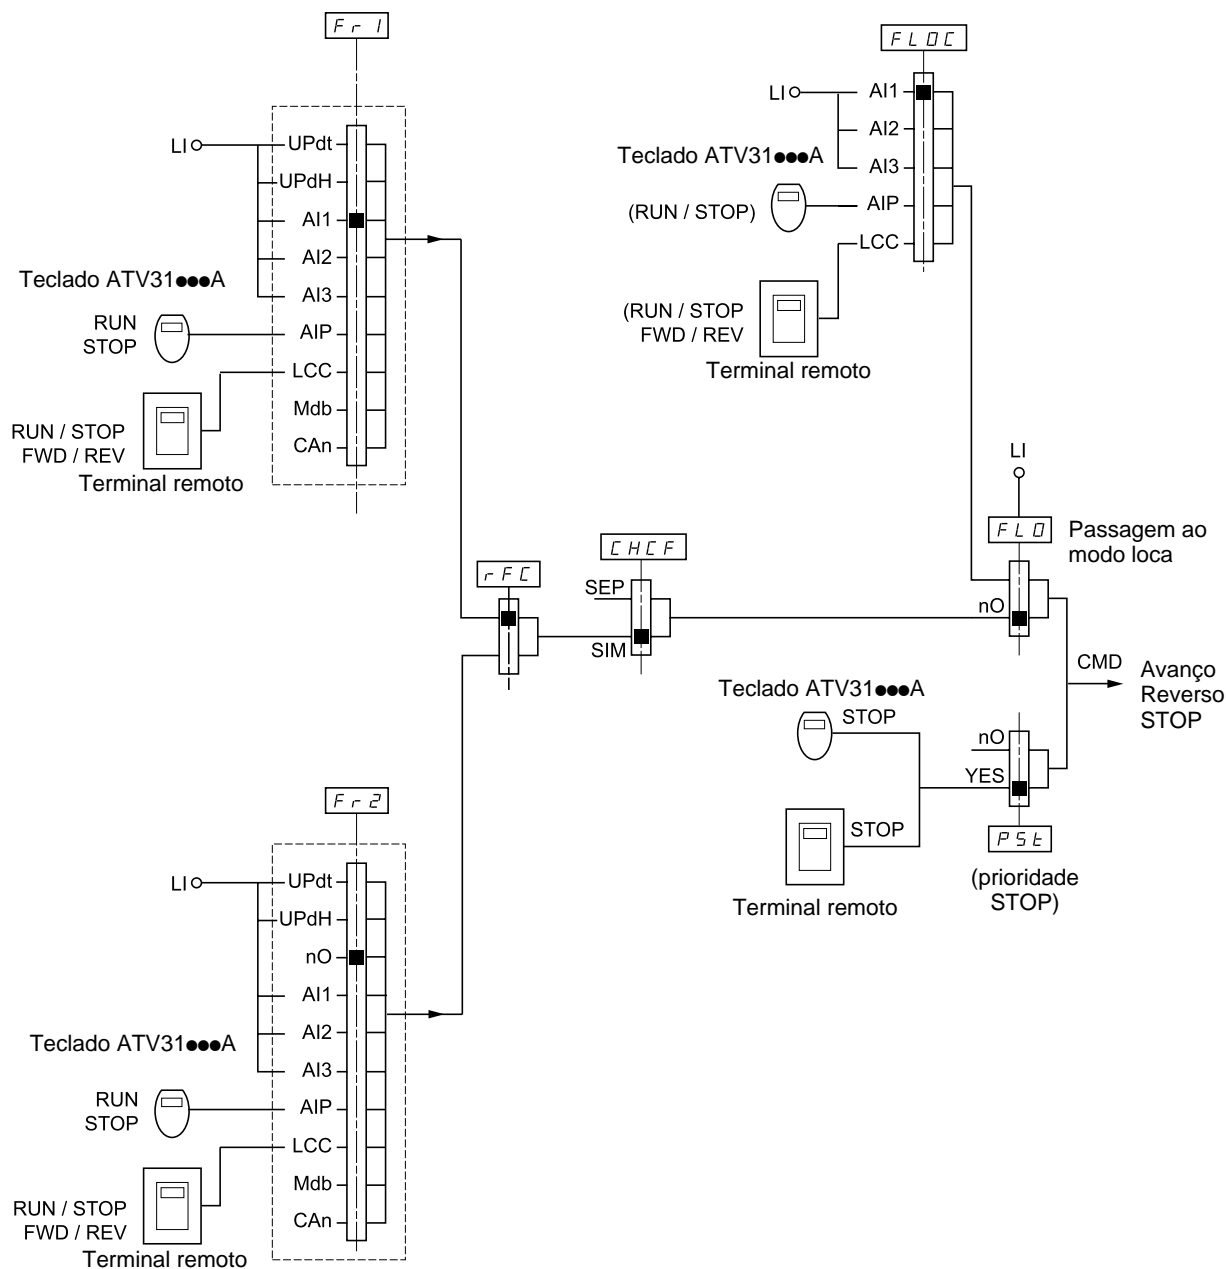 Fr1
LI
UPdt
UPdH
AI1
AI2
Teclado ATV31●●●A
AI3
RUN
STOP
AIP
LCC
Mdb
RUN / STOP
FWD / REV
CAn
Terminal remoto
FLOC
LI
AI1
AI2
Teclado ATV31●●●A
AI3
(RUN / STOP)
AIP
LCC
(RUN / STOP
FWD / REV
Terminal remoto
LI
FLO
Passagem ao
modo loca
nO
rFC
CHCF
SEP
SIM
CMD
Avanço
Reverso
STOP
Teclado ATV31●●●A
STOP
nO
YES
STOP
PSt
Terminal remoto
(prioridade
STOP)
Fr2
LI
UPdt
UPdH
nO
AI1
AI2
Teclado ATV31●●●A
AI3
RUN
STOP
AIP
LCC
Mdb
RUN / STOP
FWD / REV
CAn
Terminal remoto